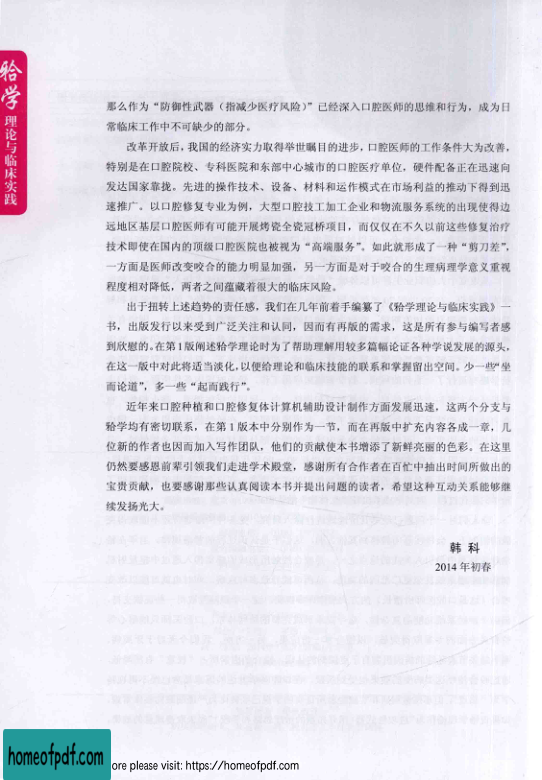 𬌗学
理论与临床实践
那么作为“防御性武器（指减少医疗风险）”已经深入口腔医师的思维和行为，成为日
常临床工作中不可缺少的部分。
改革开放后，我国的经济实力取得举世瞩目的进步，口腔医师的工作条件大为改善，
特别是在口腔院校、专科医院和东部中心城市的口腔医疗单位，硬件配备正在迅速向
发达国家靠拢。先进的操作技术、设备、材料和运作模式在市场利益的推动下得到迅
速推广。以口腔修复专业为例，大型口腔技工加工企业和物流服务系统的出现使得边
远地区基层口腔医师有可能开展烤瓷全瓷冠桥项目，而仅仅在不久以前这些修复治疗
技术即使在国内的顶级口腔医院也被视为“高端服务”。如此就形成了一种“剪刀差”，
一方面是医师改变咬合的能力明显加强，另一方面是对于咬合的生理病理学意义重视
程度相对降低，两者之间蕴藏着很大的临床风险。
出于扭转上述趋势的责任感，我们在几年前着手编纂了《𬌗学理论与临床实践》一
书，出版发行以来受到广泛关注和认同，因而有再版的需求，这是所有参与编写者感
到欣慰的。在第1版阐述𬌗学理论时为了帮助理解用较多篇幅论证各种学说发展的源头，
在这一版中对此将适当淡化，以便给理论和临床技能的联系和掌握留出空间。少一些“坐
而论道”，多一些“起而践行”。
近年来口腔种植和口腔修复体计算机辅助设计制作方面发展迅速，这两个分支与
𬌗学均有密切联系，在第1版本中分别作为一节，而在再版中扩充内容各成一章，几
位新的作者也因而加入写作团队，他们的贡献使本书增添了新鲜亮丽的色彩。在这里
仍然要感恩前辈引领我们走进学术殿堂，感谢所有合作者在百忙中抽出时间所做出的
宝贵贡献，也要感谢那些认真阅读本书并提出问题的读者，希望这种互动关系能够继
续发扬光大。
韩 科
2014年初春
homeofpdf.com
ore please visit: https://homeofpdf.com